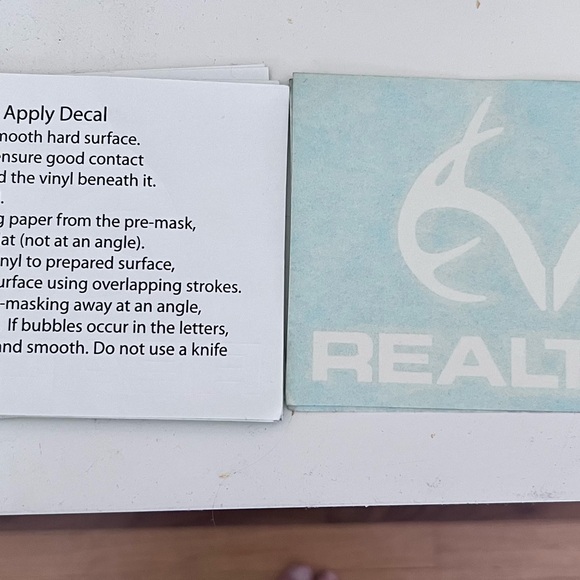 Apply Decal
mooth hard surface.
ensure good contact
d the vinyl beneath it.
.
g paper from the pre-mask,
at (not at an angle).
nyl to prepared surface,
urface using overlapping strokes.
-masking away at an angle,
If bubbles occur in the letters,
and smooth. Do not use a knife
REALT